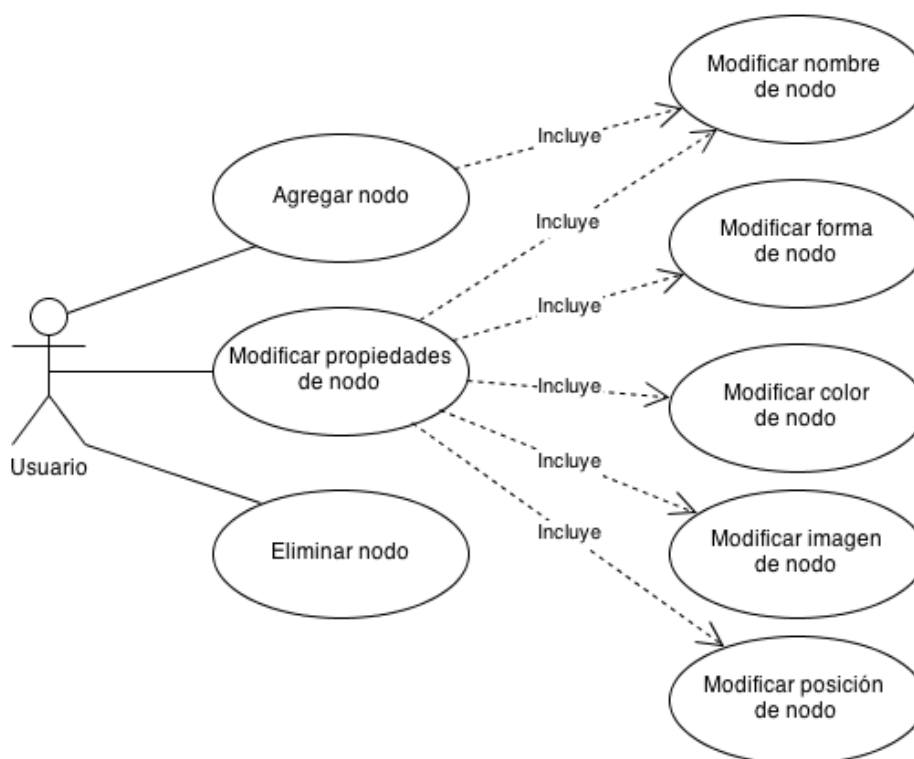 Modificar nombre
de nodo
Incluye
Agregar nodo
Incluye
Modificar forma
de nodo
Incluye
Modificar propiedades
de nodo
Incluye
Modificar color
de nodo
Usuario
Incluye
Eliminar nodo
Incluye
Modificar imagen
de nodo
Modificar posición
de nodo